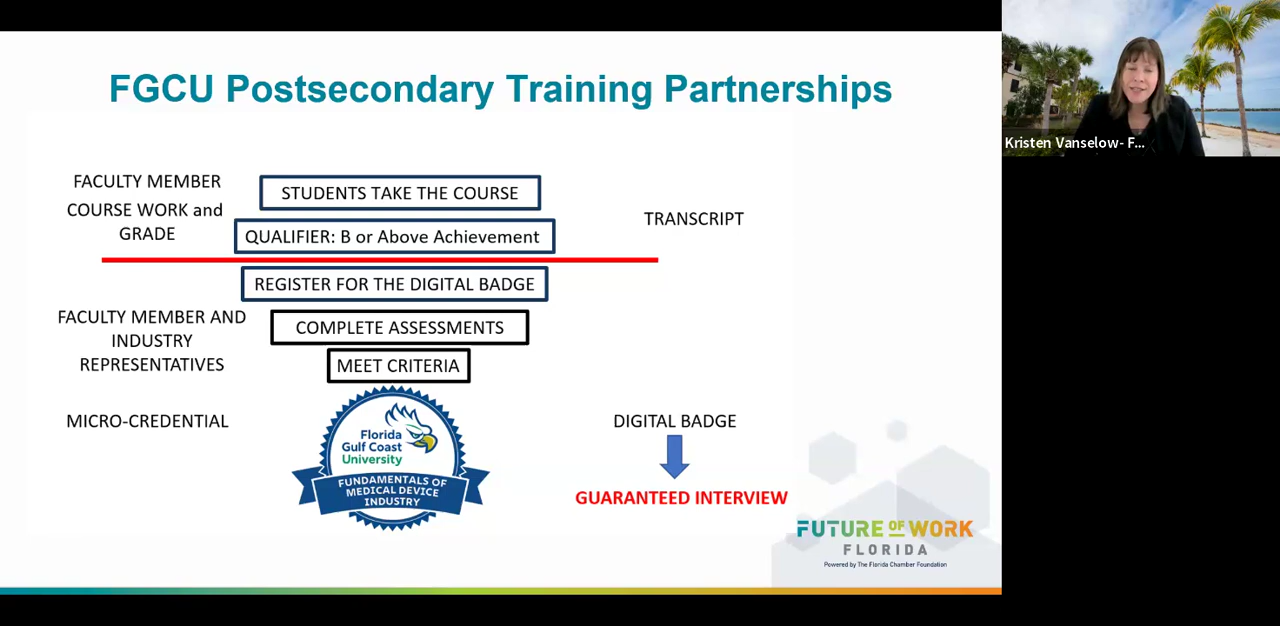 FGCU Postsecondary Training Partnerships
FACULTY MEMBER
COURSE WORK and
GRADE
STUDENTS TAKE THE COURSE
QUALIFIER: B or Above Achievement
TRANSCRIPT
REGISTER FOR THE DIGITAL BADGE
FACULTY MEMBER AND
INDUSTRY
REPRESENTATIVES
COMPLETE ASSESSMENTS
MEET CRITERIA
MICRO-CREDENTIAL
Florida
Gulf Coast
University
FUNDAMENTALS OF
MEDICAL DEVICE
INDUSTRY
DIGITAL BADGE
GUARANTEED INTERVIEW
FUTURE OF WORK
FLORIDA
Powered by The Florida Chamber Foundation
Kristen Vanselow- F...